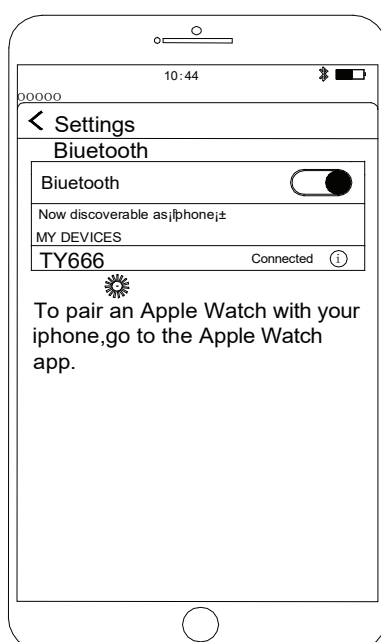 10:44
ooooo
< Settings
Biuetooth
Biuetooth
Now discoverable as¡fphone¡±
MY DEVICES
TY666 Connected i
To pair an Apple Watch with your
iphone,go to the Apple Watch
app.